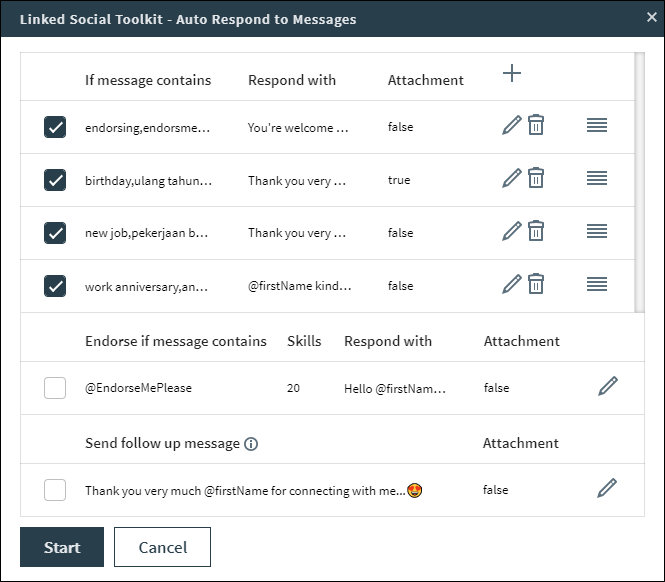 Linked Social Toolkit - Auto Respond to Messages
If message contains Respond with Attachment
endorsing,endorsme... You're welcome ... false
birthday,ulang tahun... Thank you very ... true
new job,pekerjaan b... Thank you very ... false
work anniversary,an... @firstName kind... false
Endorse if message contains Skills Respond with Attachment
@EndorseMePlease 20 Hello @firstNam... false
Send follow up message Attachment
Thank you very much @firstName for connecting with me...😍 false
Start Cancel